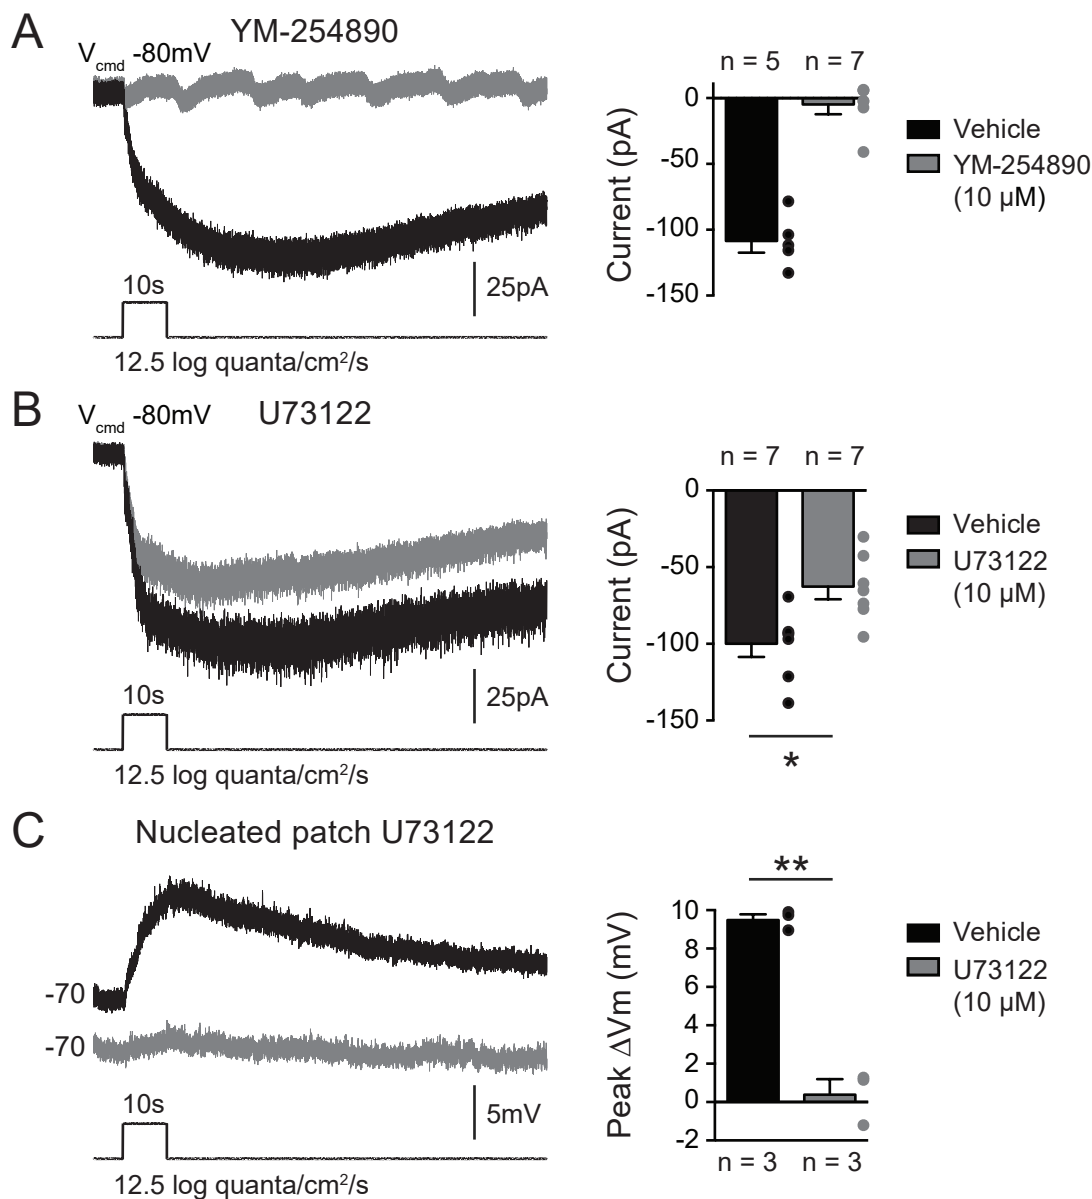 A
YM-254890
Vcmd -80mV
10s
25pA
12.5 log quanta/cm²/s
n = 5 n = 7
0
-50
-100
-150
Current (pA)
Vehicle
YM-254890
(10 µM)
B
Vcmd -80mV U73122
10s
25pA
12.5 log quanta/cm²/s
n = 7 n = 7
0
-50
-100
-150
Current (pA)
*
Vehicle
U73122
(10 µM)
C
Nucleated patch U73122
-70
-70
10s
5mV
12.5 log quanta/cm²/s
**
10
8
6
4
2
0
-2
Peak ΔVm (mV)
n = 3 n = 3
Vehicle
U73122
(10 µM)